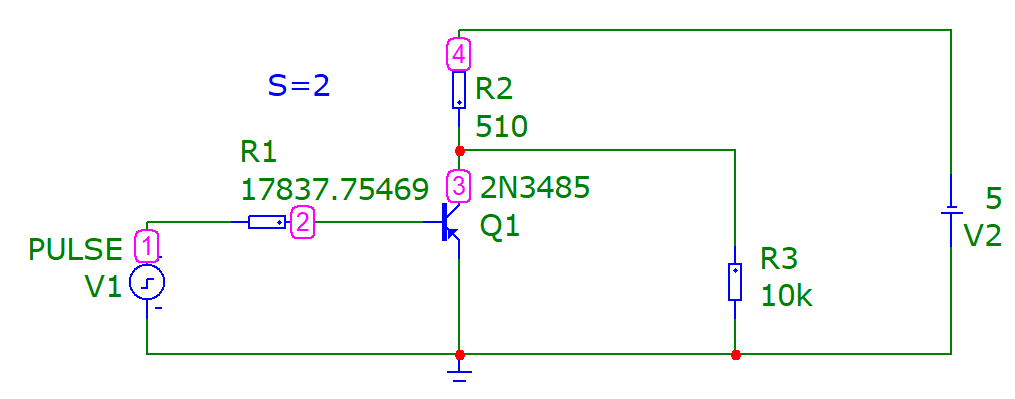 4
S=2
R2
510
R1
17837.75469
3
2N3485
Q1
2
1
PULSE
V1
5
V2
R3
10k